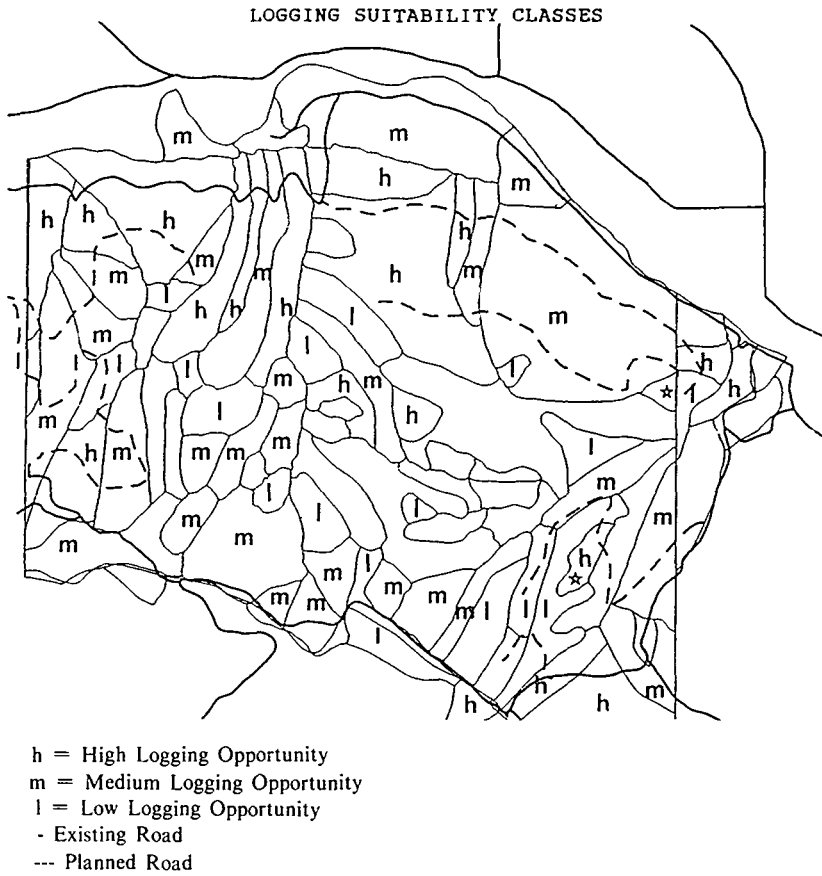 LOGGING SUITABILITY CLASSES
m
m
h
m
h
h
h
h
m
h
m
h
m
m
l
h
h
h
m
l
m
l
h
l
l
l
m
h
m
l
h
☆
l
h
m
l
h
l
h
m
m
m
m
l
m
l
l
l
m
m
m
m
l
h
☆
m
l
m
m
m
m
m
m
l
l
l
l
h
h
h
m
h = High Logging Opportunity
m = Medium Logging Opportunity
l = Low Logging Opportunity
- Existing Road
--- Planned Road